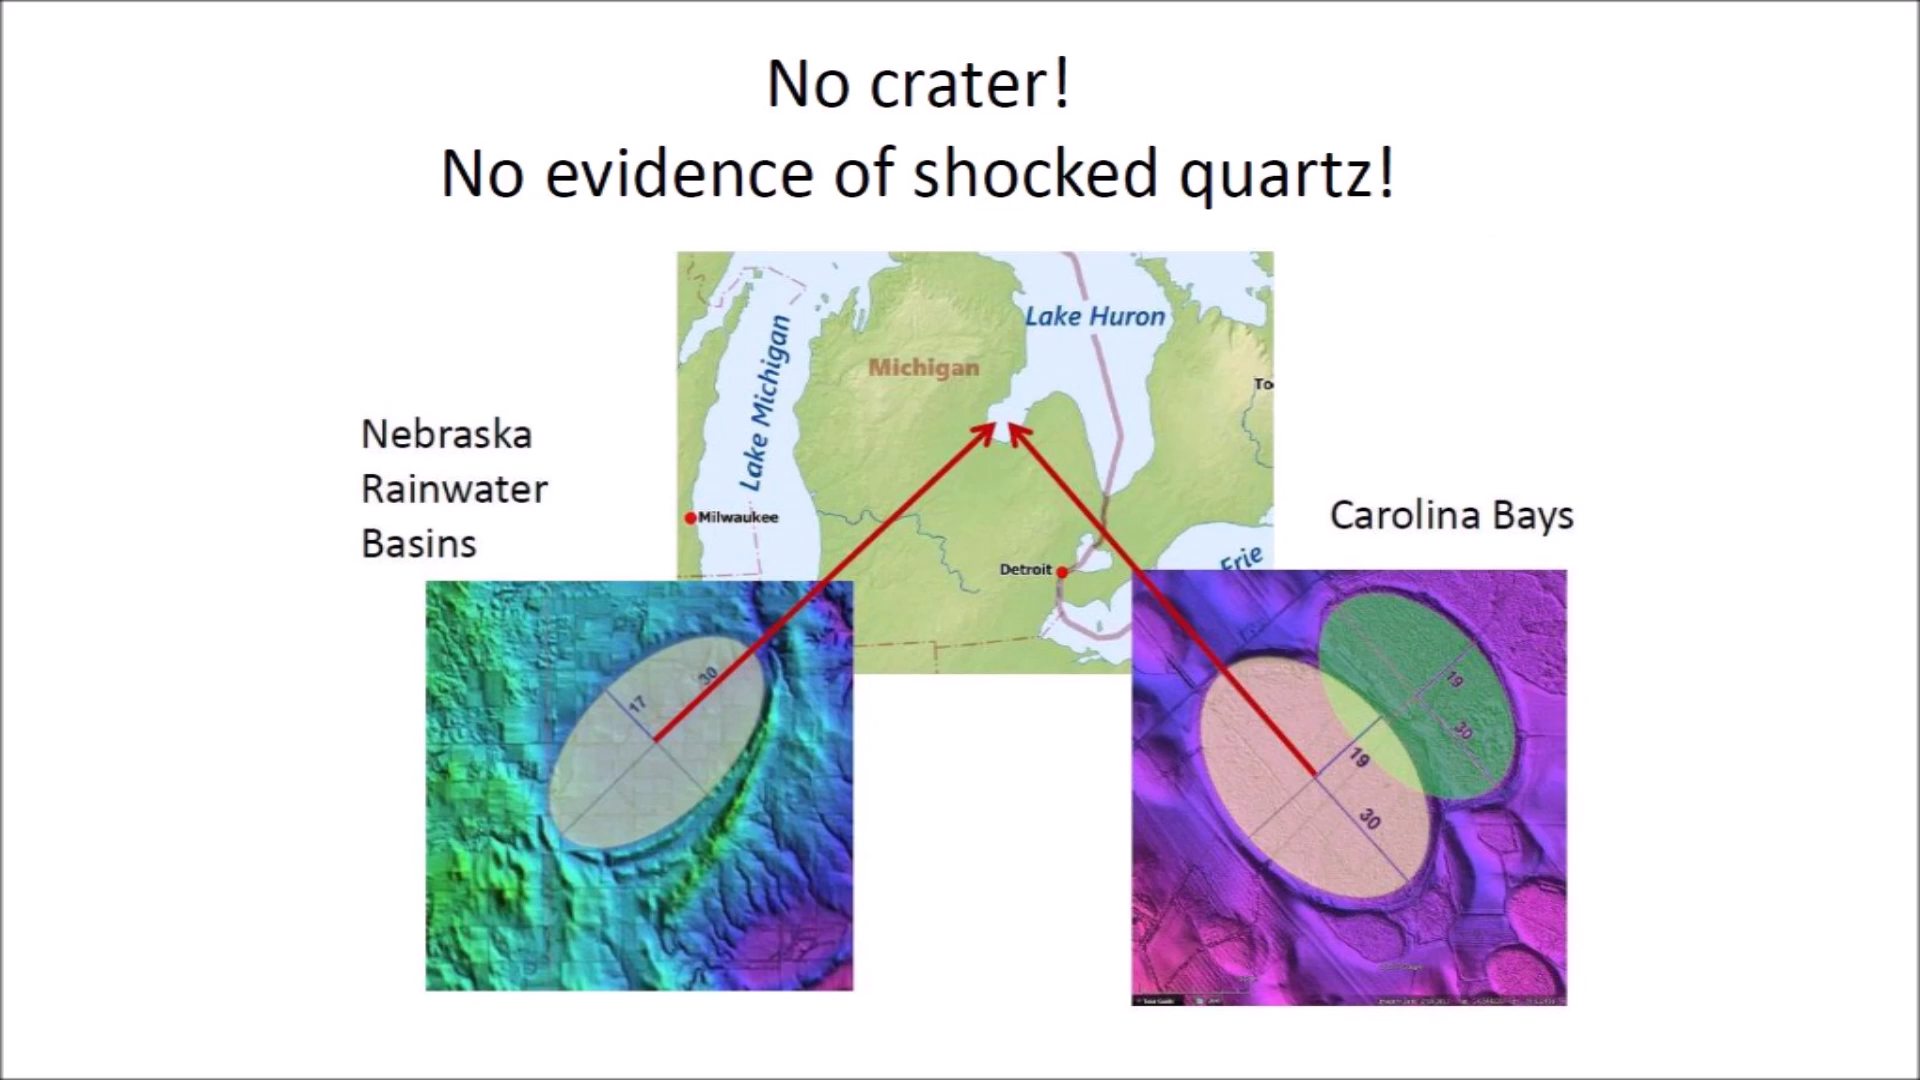 No crater!
No evidence of shocked quartz!
Lake Huron
Michigan
Lake Michigan
To
Nebraska
Rainwater
Basins
Milwaukee
Carolina Bays
Detroit
Erie
30
17
19
30
19
30